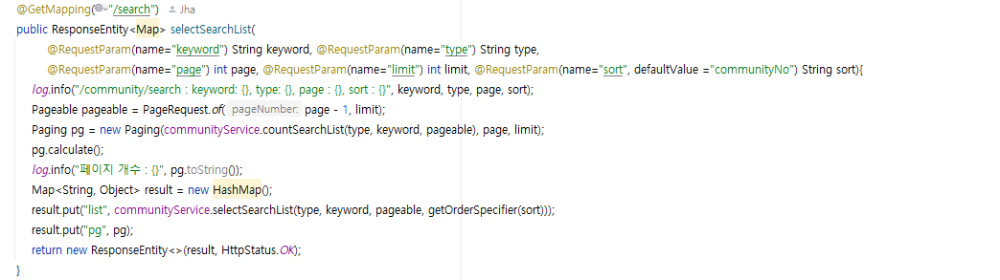 @GetMapping("/search") Jha
public ResponseEntity<Map> selectSearchList(
@RequestParam(name="keyword") String keyword, @RequestParam(name="type") String type,
@RequestParam(name="page") int page, @RequestParam(name="limit") int limit, @RequestParam(name="sort", defaultValue ="communityNo") String sort){
log.info("/community/search : keyword: {}, type: {}, page : {}, sort : {}", keyword, type, page, sort);
Pageable pageable = PageRequest.of( pageNumber: page - 1, limit);
Paging pg = new Paging(communityService.countSearchList(type, keyword, pageable), page, limit);
pg.calculate();
log.info("페이지 개수 : {}", pg.toString());
Map<String, Object> result = new HashMap();
result.put("list", communityService.selectSearchList(type, keyword, pageable, getOrderSpecifier(sort)));
result.put("pg", pg);
return new ResponseEntity<>(result, HttpStatus.OK);
}